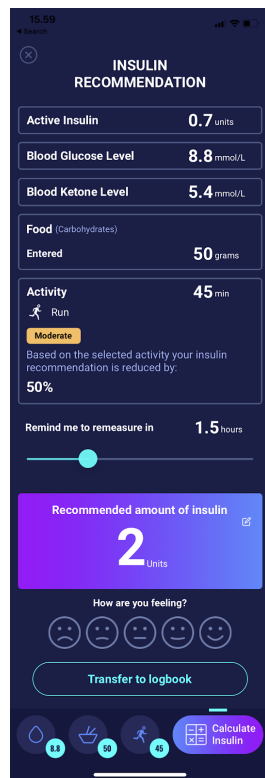 15.59
Search
INSULIN
RECOMMENDATION
Active Insulin 0.7 units
Blood Glucose Level 8.8 mmol/L
Blood Ketone Level 5.4 mmol/L
Food (Carbohydrates)
Entered 50 grams
Activity 45 min
Run
Moderate
Based on the selected activity your insulin
recommendation is reduced by:
50%
Remind me to remeasure in 1.5 hours
Recommended amount of insulin
2 Units
How are you feeling?
Transfer to logbook
8.8 50 45 Calculate
Insulin